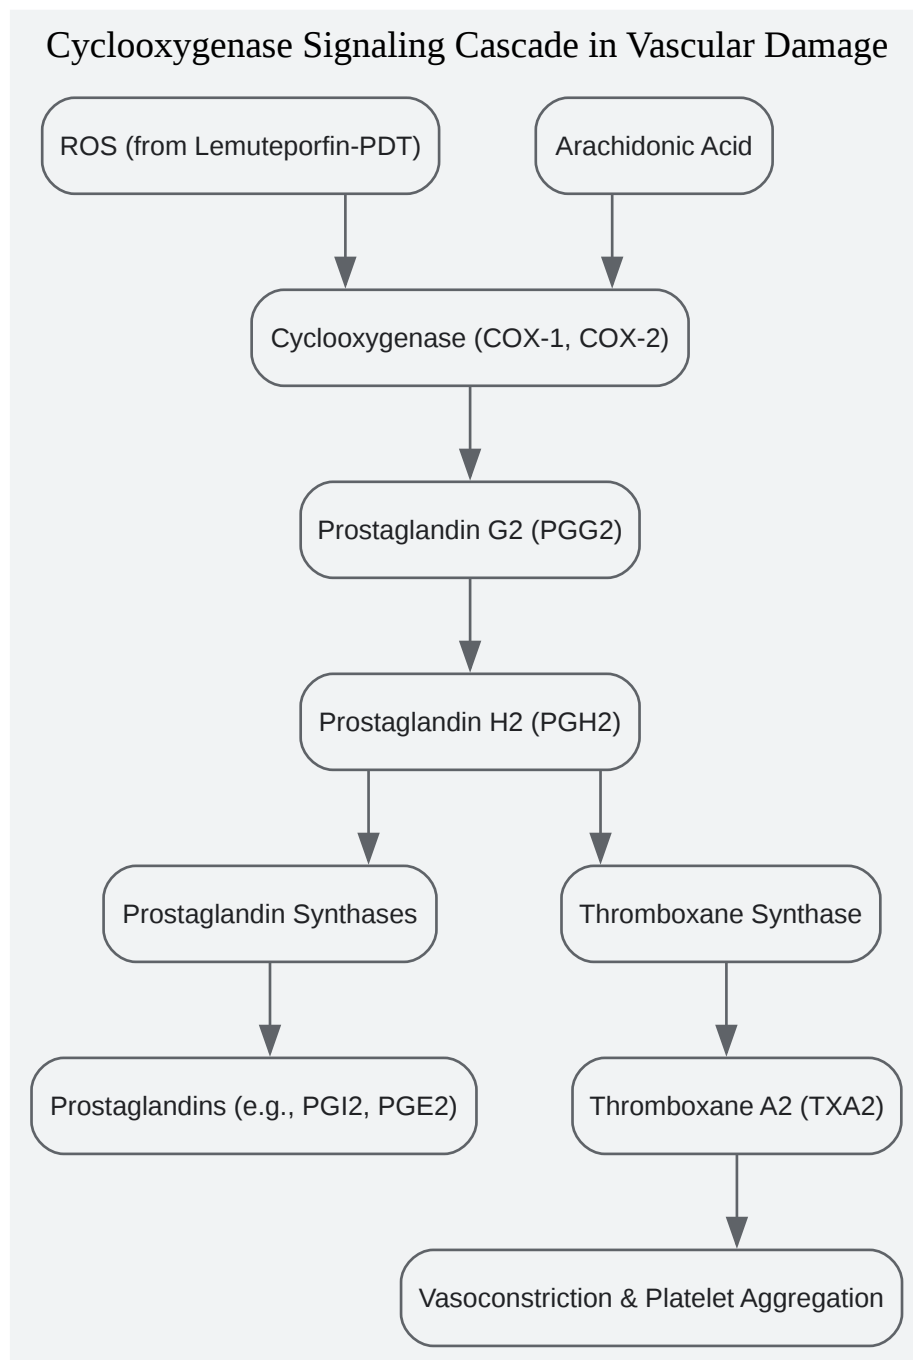 Cyclooxygenase Signaling Cascade in Vascular Damage
ROS (from Lemuteporfin-PDT)
Arachidonic Acid
Cyclooxygenase (COX-1, COX-2)
Prostaglandin G2 (PGG2)
Prostaglandin H2 (PGH2)
Prostaglandin Synthases
Thromboxane Synthase
Prostaglandins (e.g., PGI2, PGE2)
Thromboxane A2 (TXA2)
Vasoconstriction & Platelet Aggregation